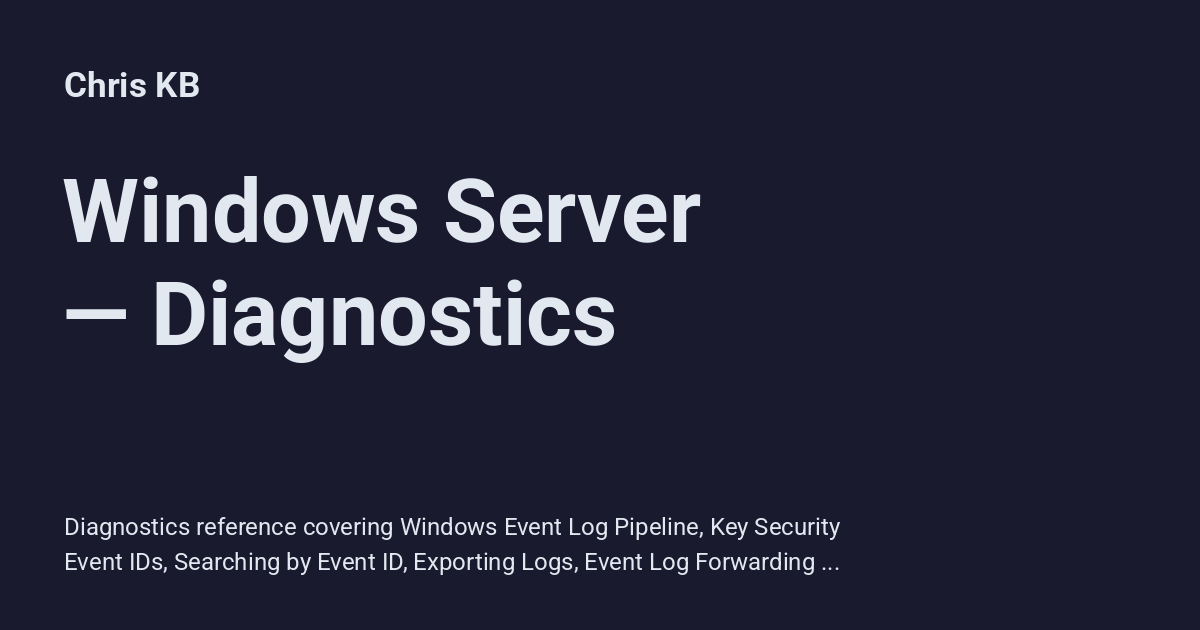 Chris KB
Windows Server
— Diagnostics
Diagnostics reference covering Windows Event Log Pipeline, Key Security
Event IDs, Searching by Event ID, Exporting Logs, Event Log Forwarding ...